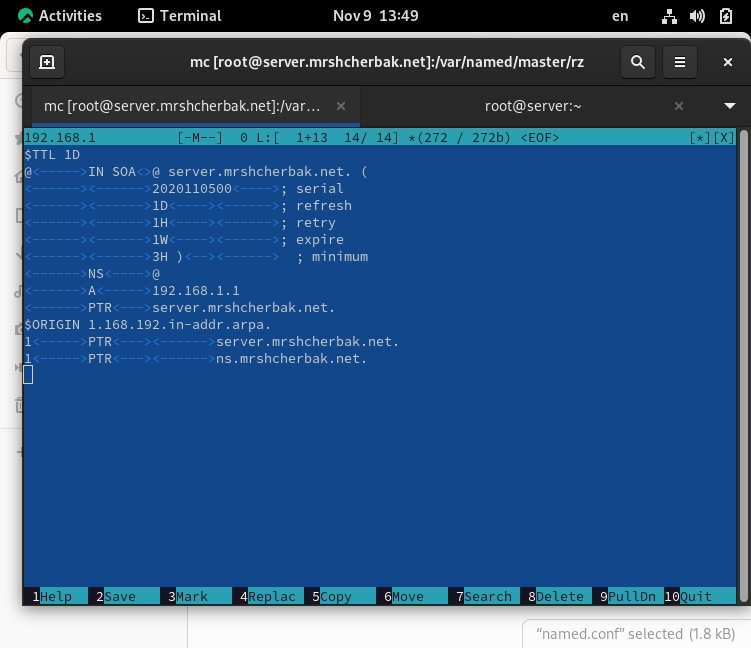 Activities
Terminal
Nov 9 13:49
en
mc [root@server.mrshcherbak.net]:/var/named/master/rz
mc [root@server.mrshcherbak.net]:/var…
root@server:~
192.168.1 [-M--] 0 L:[ 1+13 14/ 14] *(272 / 272b) <EOF> [*][X]
$TTL 1D
@<------>IN SOA<>@ server.mrshcherbak.net. (
<------><------>2020110500<---->; serial
<------><------>1D<----><------>; refresh
<------><------>1H<----><------>; retry
<------><------>1W<----><------>; expire
<------><------>3H )<--><------>  ; minimum
<------>NS<---->@
<------>A<----->192.168.1.1
<------>PTR<--->server.mrshcherbak.net.
$ORIGIN 1.168.192.in-addr.arpa.
1<------>PTR<---><------>server.mrshcherbak.net.
1<------>PTR<---><------>ns.mrshcherbak.net.
1Help 2Save 3Mark 4Replac 5Copy 6Move 7Search 8Delete 9PullDn 10Quit
“named.conf” selected (1.8 kB)